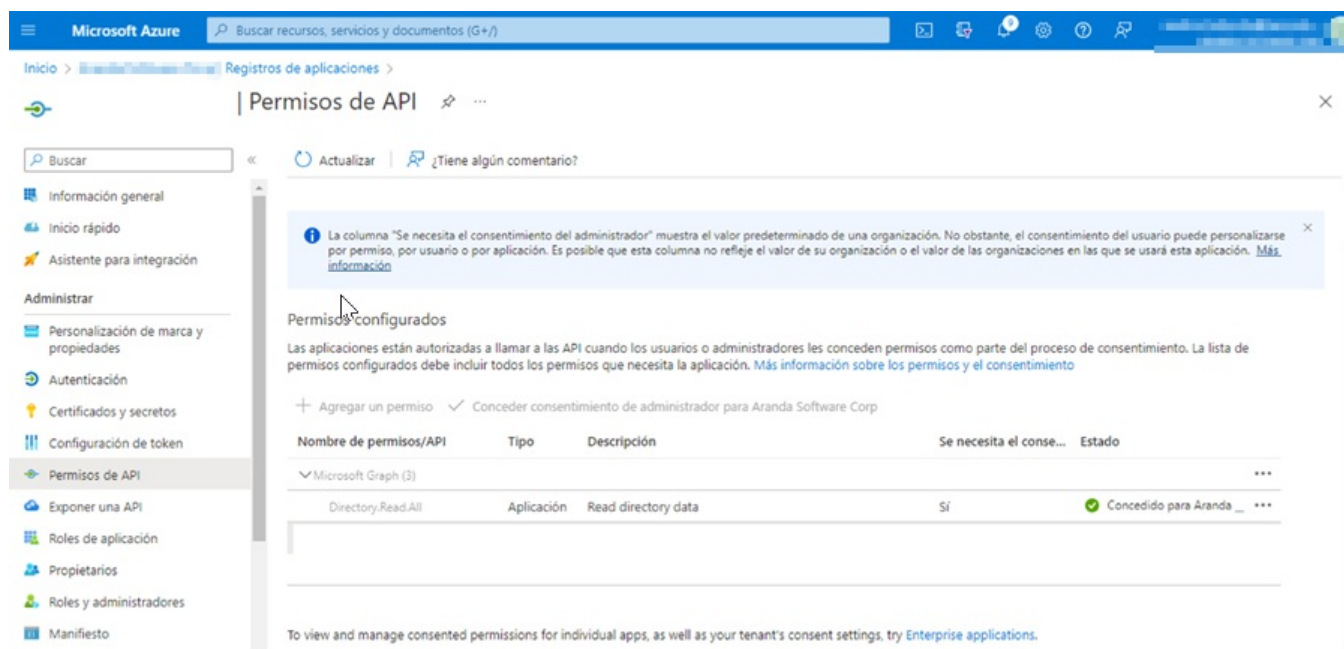 Microsoft Azure
Buscar recursos, servicios y documentos (G+/)
9
Inicio > Registros de aplicaciones >
| Permisos de API
Buscar
Actualizar
¿Tiene algún comentario?
Información general
Inicio rápido
Asistente para integración
Administrar
Personalización de marca y
propiedades
Autenticación
Certificados y secretos
Configuración de token
Permisos de API
Exponer una API
Roles de aplicación
Propietarios
Roles y administradores
Manifiesto
La columna "Se necesita el consentimiento del administrador" muestra el valor predeterminado de una organización. No obstante, el consentimiento del usuario puede personalizarse
por permiso, por usuario o por aplicación. Es posible que esta columna no refleje el valor de su organización o el valor de las organizaciones en las que se usará esta aplicación. Más
información
Permisos configurados
Las aplicaciones están autorizadas a llamar a las API cuando los usuarios o administradores les conceden permisos como parte del proceso de consentimiento. La lista de
permisos configurados debe incluir todos los permisos que necesita la aplicación. Más información sobre los permisos y el consentimiento
Agregar un permiso Conceder consentimiento de administrador para Aranda Software Corp
Nombre de permisos/API Tipo Descripción Se necesita el conse... Estado
Microsoft Graph (3)
Directory.Read.All Aplicación Read directory data Sí Concedido para Aranda _
To view and manage consented permissions for individual apps, as well as your tenant's consent settings, try Enterprise applications.